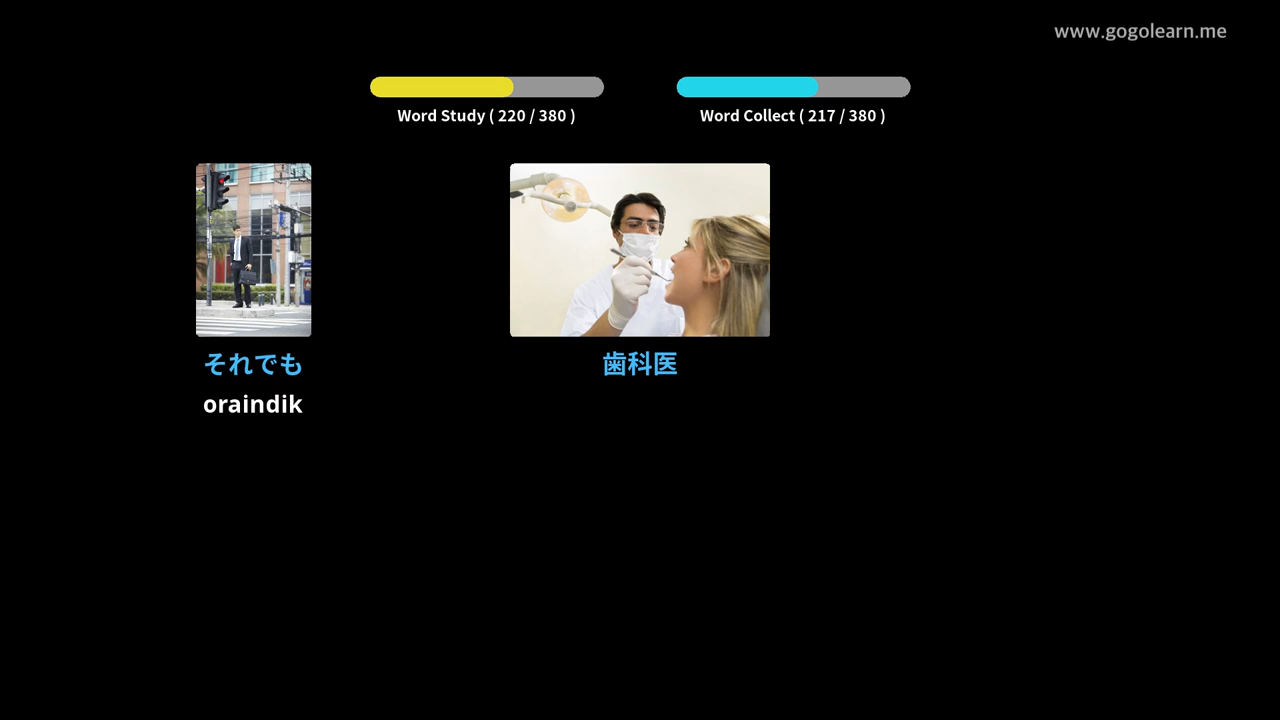 www.gogolearn.me
Word Study ( 220 / 380 )
Word Collect ( 217 / 380 )
それでも
oraindik
歯科医